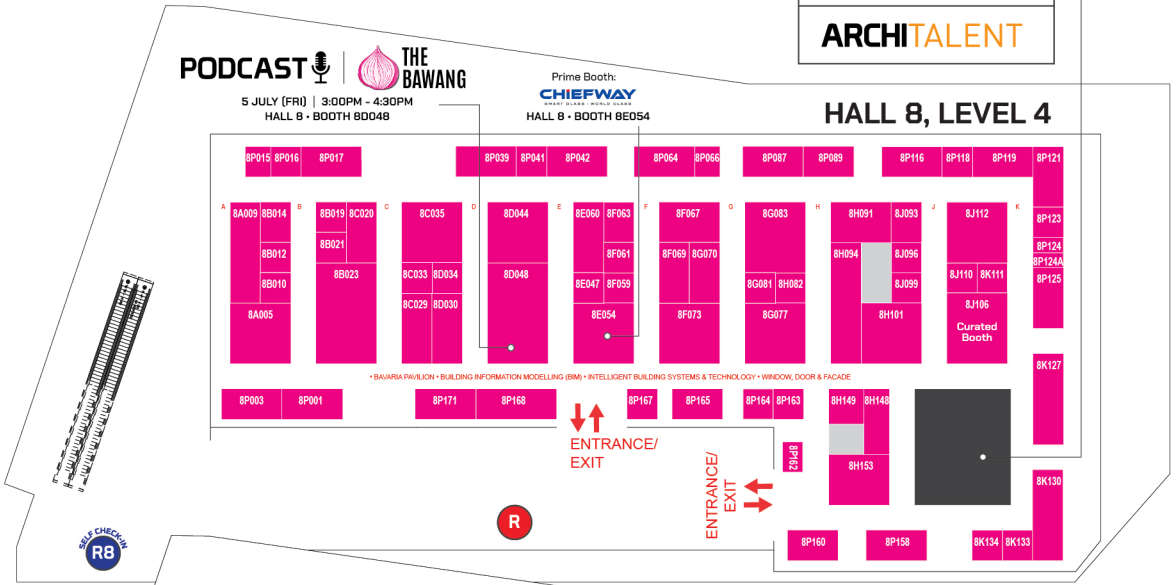 ARCHITALENT
PODCAST
THE
BAWANG
5 JULY (FRI) | 3:00PM - 4:30PM
HALL 8 • BOOTH 8D048
Prime Booth:
CHIEFWAY
SMART GLASS · WORLD CLASS
HALL 8 • BOOTH 8E054
HALL 8, LEVEL 4
8P015 8P016 8P017 8P039 8P041 8P042 8P064 8P066 8P087 8P089 8P116 8P118 8P119 8P121
A B C D E F G H J K
8A009 8B014 8B019 8C020 8C035 8D044 8E060 8F063 8F067 8G083 8H091 8J093 8J112 8P123
8B021 8P124
8B012 8F061 8F069 8G070 8H094 8J096 8P124A
8B023 8C033 8D034 8D048 8J110 8K111 8P125
8B010 8E047 8F059 8G081 8H082 8J099
8C029 8D030 8J106
8A005 8E054 8F073 8G077 8H101
Curated
Booth
8K127
• BAVARIA PAVILION • BUILDING INFORMATION MODELLING (BIM) • INTELLIGENT BUILDING SYSTEMS & TECHNOLOGY • WINDOW, DOOR & FACADE
8P003 8P001 8P171 8P168 8P167 8P165 8P164 8P163 8H149 8H148
ENTRANCE/
EXIT
8P162
8H153
ENTRANCE/
EXIT
8K130
R
SELF CHECK-IN
R8
8P160 8P158 8K134 8K133